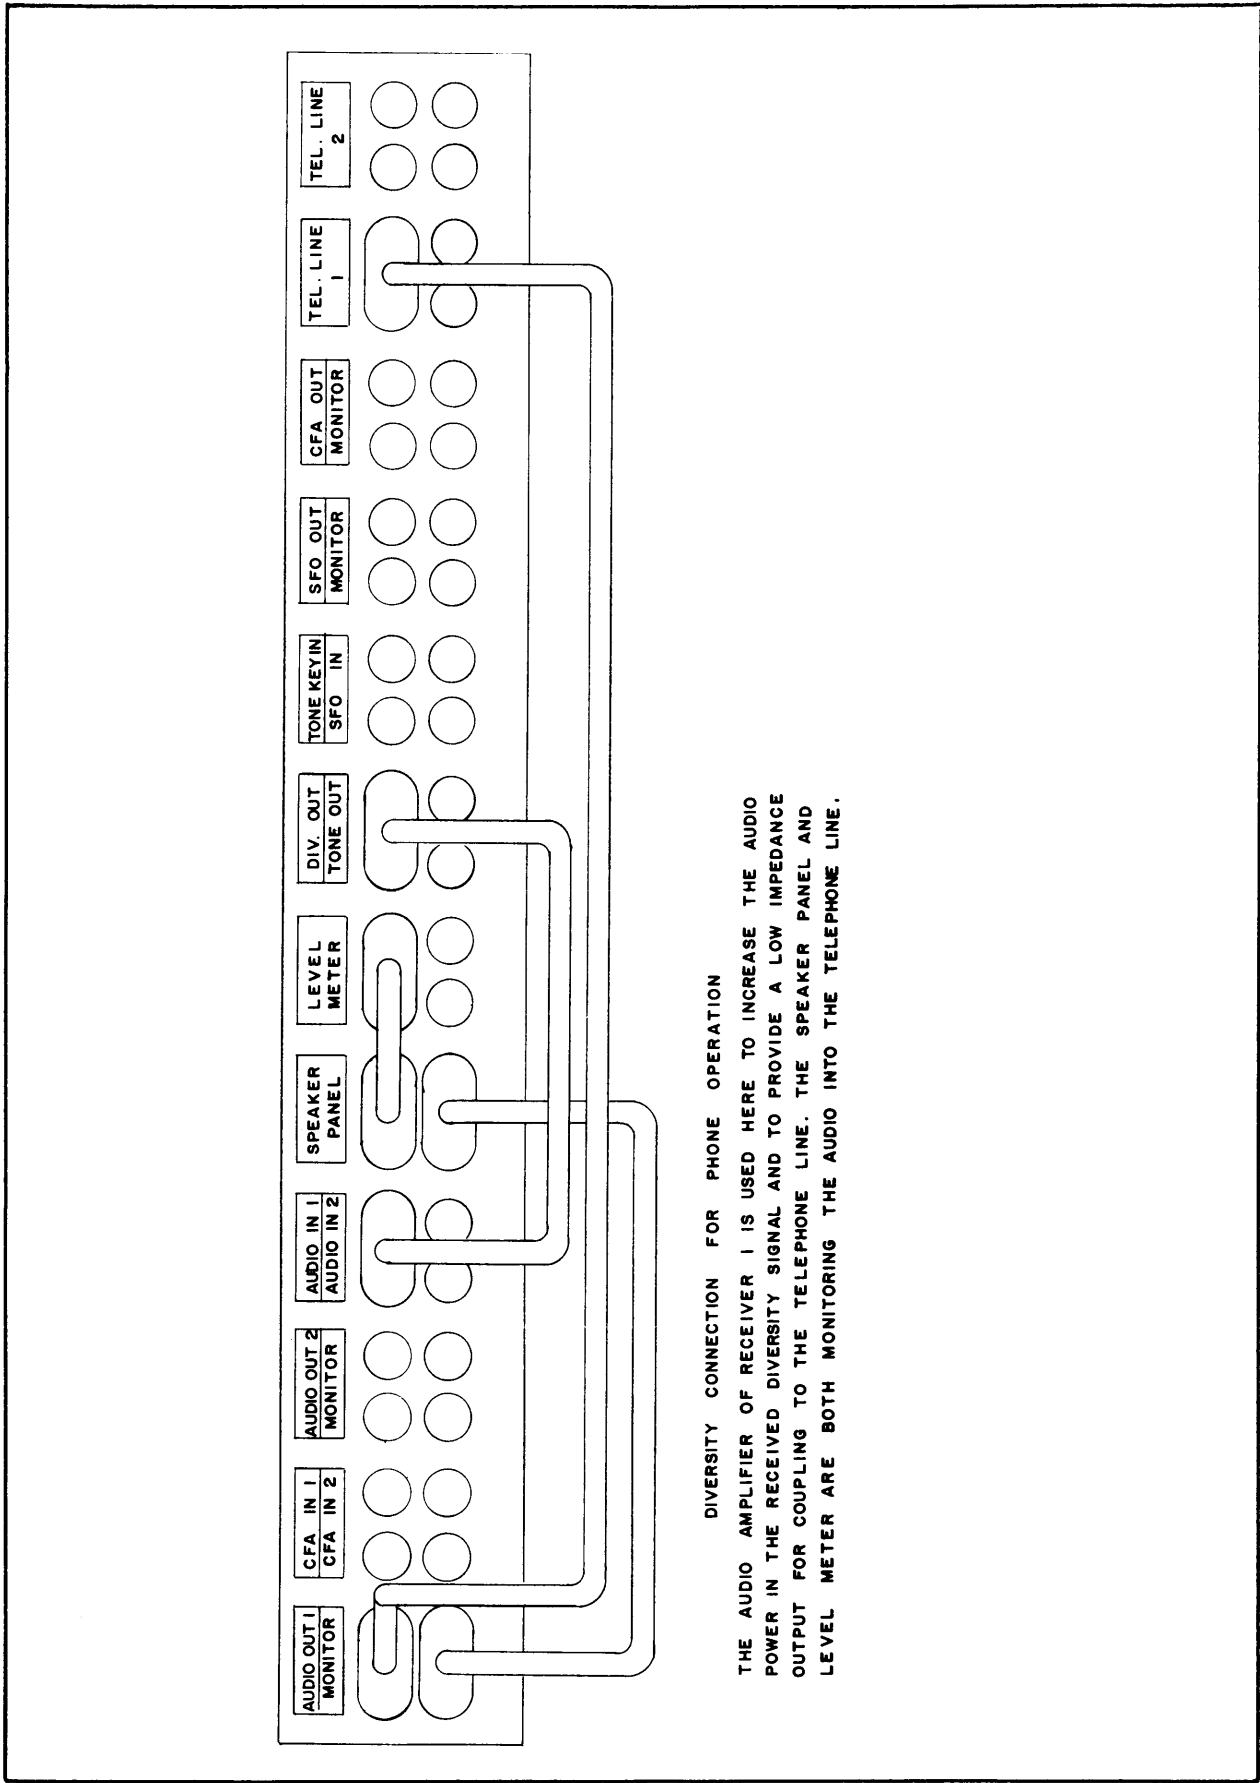 AUDIO OUT 1
MONITOR
CFA IN 1
CFA IN 2
AUDIO OUT 2
MONITOR
AUDIO IN 1
AUDIO IN 2
SPEAKER
PANEL
LEVEL
METER
DIV. OUT
TONE OUT
TONE KEY IN
SFO IN
SFO OUT
MONITOR
CFA OUT
MONITOR
TEL. LINE
1
TEL. LINE
2
DIVERSITY CONNECTION FOR PHONE OPERATION
THE AUDIO AMPLIFIER OF RECEIVER 1 IS USED HERE TO INCREASE THE AUDIO
POWER IN THE RECEIVED DIVERSITY SIGNAL AND TO PROVIDE A LOW IMPEDANCE
OUTPUT FOR COUPLING TO THE TELEPHONE LINE. THE SPEAKER PANEL AND
LEVEL METER ARE BOTH MONITORING THE AUDIO INTO THE TELEPHONE LINE.